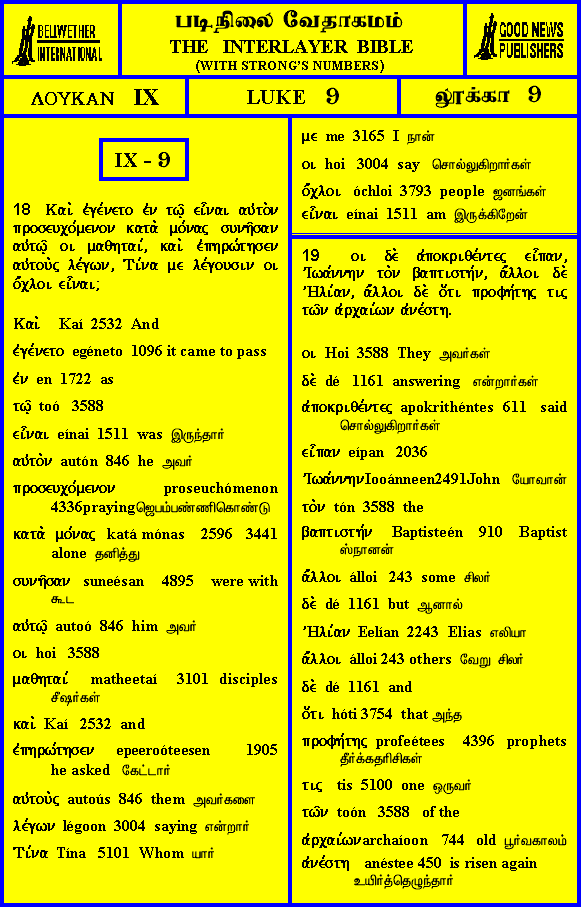 BELLWETHER
INTERNATIONAL
படிநிலை வேதாகமம்
THE INTERLAYER BIBLE
(WITH STRONG'S NUMBERS)
GOOD NEWS
PUBLISHERS
ΛΟΥΚΑΝ IX
LUKE 9
லூக்கா 9
IX - 9
18 Καὶ ἐγένετο ἐν τῷ εἶναι αὐτὸν
προσευχόμενον κατὰ μόνας συνῆσαν
αὐτῷ οι μαθηταί, καὶ ἐπηρώτησεν
αὐτοὺς λέγων, Τίνα με λέγουσιν οι
ὄχλοι εἶναι;
Καὶ Kaí 2532 And
ἐγένετο egéneto 1096 it came to pass
ἐν en 1722 as
τῷ toó 3588
εἶναι eínai 1511 was இருந்தார்
αὐτὸν autón 846 he அவர்
προσευχόμενον proseuchómenon
4336praying ஜெபம்பண்ணிகொண்டு
κατὰ μόνας katá mónas 2596 3441
alone தனித்து
συνῆσαν suneésan 4895 were with
கூட
αὐτῷ autoó 846 him அவர்
οι hoi 3588
μαθηταί matheetaí 3101 disciples
சீஷர்கள்
καὶ Kaí 2532 and
ἐπηρώτησεν epeeroóteesen 1905
he asked கேட்டார்
αὐτοὺς autoús 846 them அவர்களை
λέγων légoon 3004 saying என்றார்
Τίνα Tína 5101 Whom யார்
με me 3165 I நான்
οι hoi 3004 say சொல்லுகிறார்கள்
ὄχλοι óchloi 3793 people ஜனங்கள்
εἶναι eínai 1511 am இருக்கிறேன்
19 οι δὲ ἀποκριθέντες εἶπαν,
Ἰωάννην τὸν βαπτιστήν, ἄλλοι δὲ
Ἠλίαν, ἄλλοι δὲ ὅτι προφήτης τις
τῶν ἀρχαίων ἀνέστη.
οι Hoi 3588 They அவர்கள்
δὲ dé 1161 answering என்றார்கள்
ἀποκριθέντες apokrithéntes 611 said
சொல்லுகிறார்கள்
εἶπαν eípan 2036
Ἰωάννην Iooánneen2491John யோவான்
τὸν tón 3588 the
βαπτιστήν Baptisteén 910 Baptist
ஸ்நானன்
ἄλλοι álloi 243 some சிலர்
δὲ dé 1161 but ஆனால்
Ἠλίαν Eelían 2243 Elias எலியா
ἄλλοι álloi 243 others வேறு சிலர்
δὲ dé 1161 and
ὅτι hóti 3754 that அந்த
προφήτης profeétees 4396 prophets
தீர்க்கதரிசிகள்
τις tis 5100 one ஒருவர்
τῶν toón 3588 of the
ἀρχαίων archaíoon 744 old பூர்வகாலம்
ἀνέστη anéstee 450 is risen again
உயிர்த்தெழுந்தார்